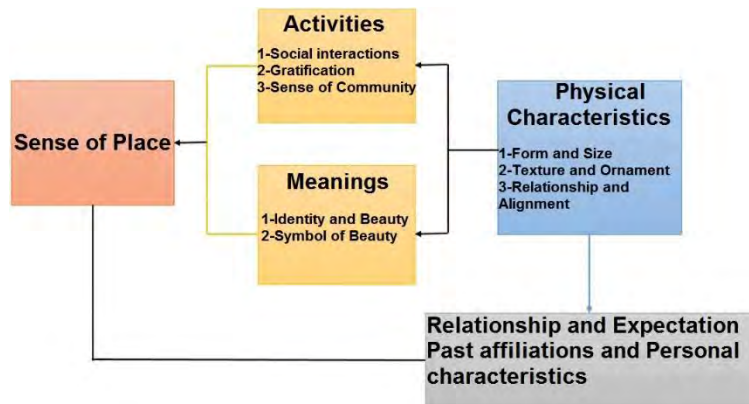 Activities
1-Social interactions
2-Gratification
3-Sense of Community
Sense of Place
Meanings
1-Identity and Beauty
2-Symbol of Beauty
Physical
Characteristics
1-Form and Size
2-Texture and Ornament
3-Relationship and
Alignment
Relationship and Expectation
Past affiliations and Personal
characteristics